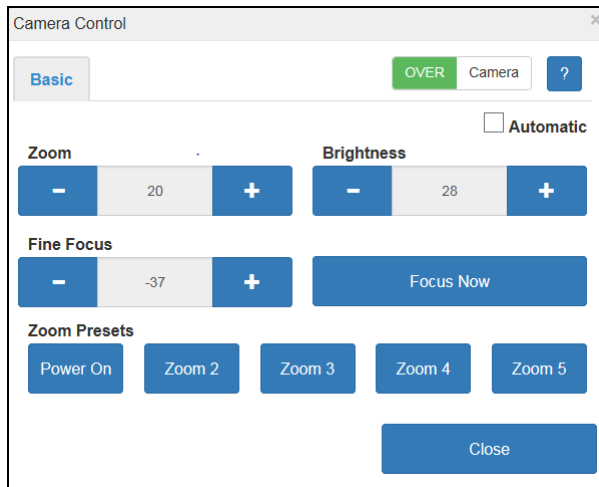 Camera Control ×
Basic OVER Camera ?
Automatic
Zoom Brightness
− 20 + − 28 +
Fine Focus
− -37 + Focus Now
Zoom Presets
Power On Zoom 2 Zoom 3 Zoom 4 Zoom 5
Close